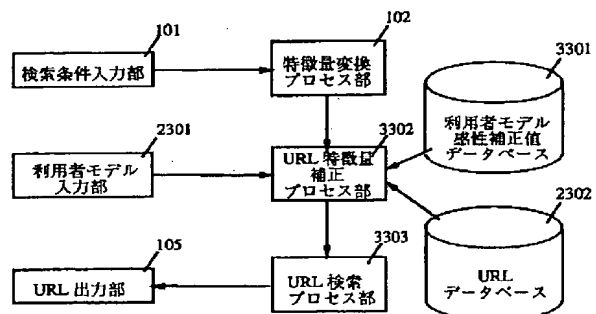 101
検索条件入力部
102
特徴量変換
プロセス部
3301
利用者モデル
感性補正値
データベース
2301
利用者モデル
入力部
3302
URL 特徴量
補正
プロセス部
2302
URL
データベース
105
URL 出力部
3303
URL 検索
プロセス部